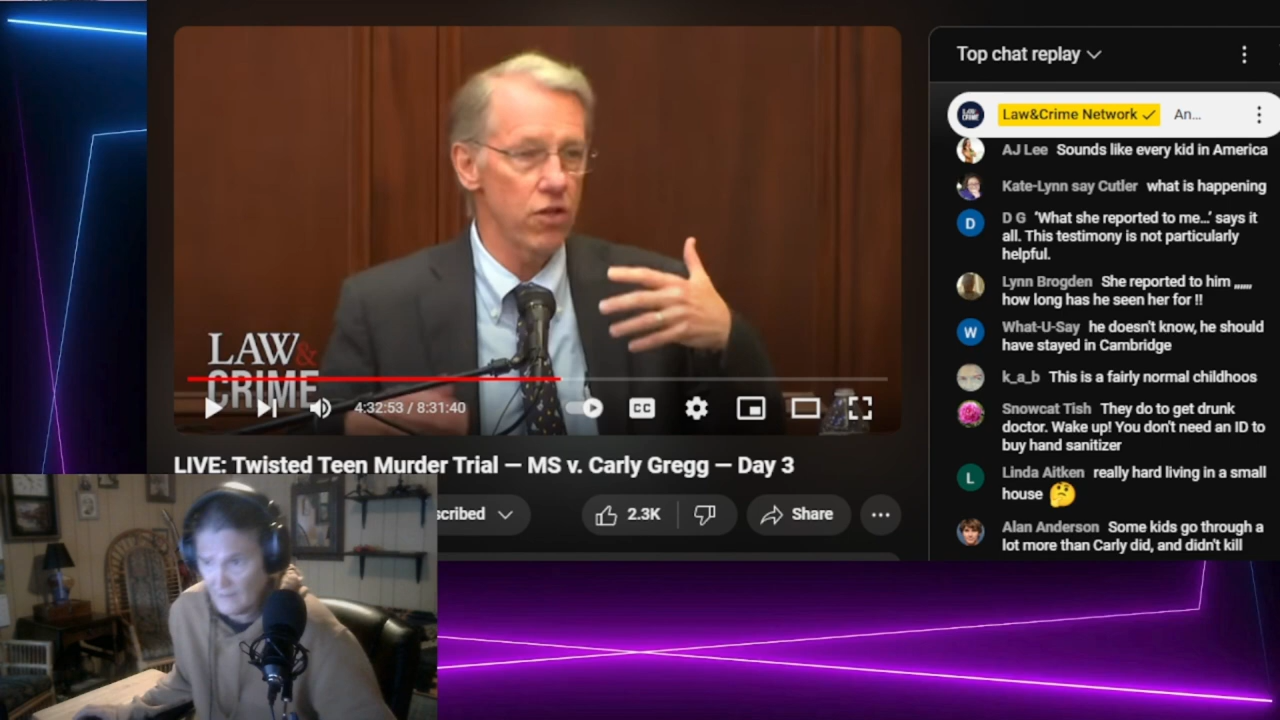 Top chat replay
Law&Crime Network An...
AJ Lee Sounds like every kid in America
Kate-Lynn say Cutler what is happening
D
D G 'What she reported to me...' says it
all. This testimony is not particularly
helpful.
Lynn Brogden She reported to him ,,,,,,
how long has he seen her for !!
W
What-U-Say he doesn't know, he should
have stayed in Cambridge
k_a_b This is a fairly normal childhoos
Snowcat Tish They do to get drunk
doctor. Wake up! You don't need an ID to
buy hand sanitizer
L
Linda Aitken really hard living in a small
house
Alan Anderson Some kids go through a
lot more than Carly did, and didn't kill
LAW&
CRIME
4:32:53 / 8:31:40
CC
LIVE: Twisted Teen Murder Trial — MS v. Carly Gregg — Day 3
scribed
2.3K
Share